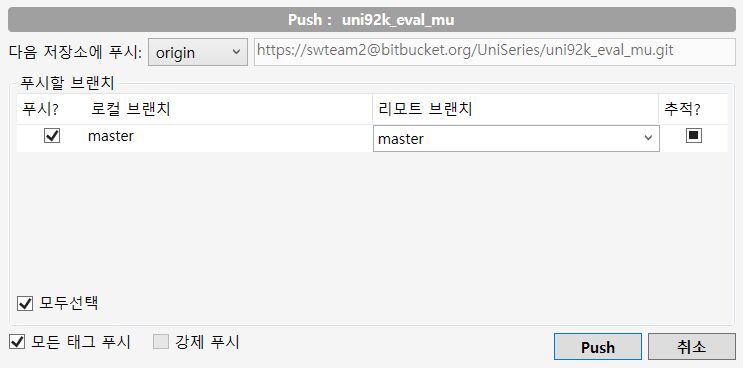 Push : uni92k_eval_mu
다음 저장소에 푸시: origin https://swteam2@bitbucket.org/UniSeries/uni92k_eval_mu.git
푸시할 브랜치
푸시? 로컬 브랜치 리모트 브랜치 추적?
master master
모두선택
모든 태그 푸시 강제 푸시 Push 취소